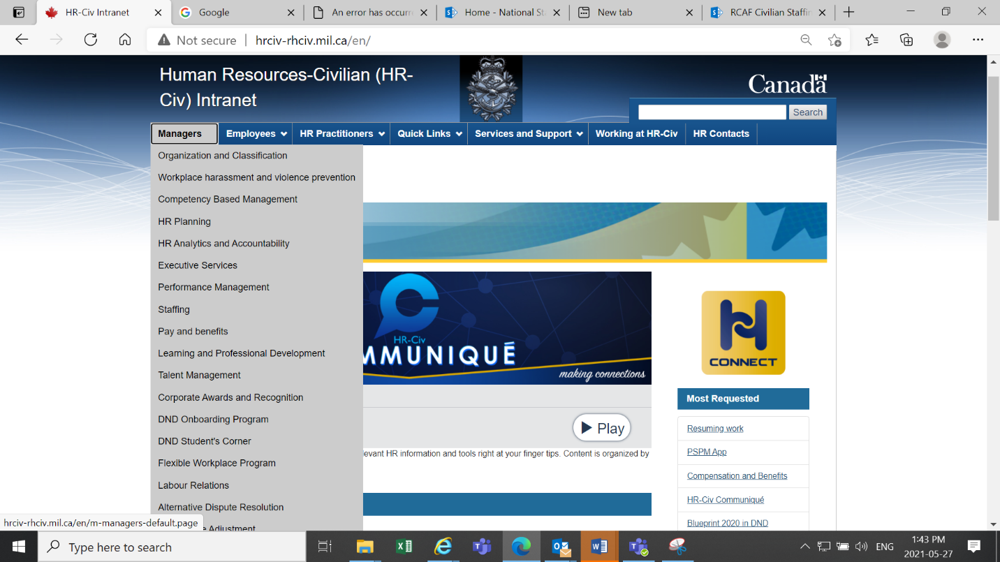 HR-Civ Intranet
Google
An error has occurr
Home - National St
New tab
RCAF Civilian Staffin
Not secure | hrciv-rhciv.mil.ca/en/
Human Resources-Civilian (HR-
Civ) Intranet
Canada
Search
Managers Employees HR Practitioners Quick Links Services and Support Working at HR-Civ HR Contacts
Organization and Classification
Workplace harassment and violence prevention
Competency Based Management
HR Planning
HR Analytics and Accountability
Executive Services
Performance Management
Staffing
Pay and benefits
Learning and Professional Development
Talent Management
Corporate Awards and Recognition
DND Onboarding Program
DND Student's Corner
Flexible Workplace Program
Labour Relations
Alternative Dispute Resolution
e Adjustment
HR-Civ
MMUNIQUÉ
making connections
Play
levant HR information and tools right at your finger tips. Content is organized by
CONNECT
Most Requested
Resuming work
PSPM App
Compensation and Benefits
HR-Civ Communiqué
Blueprint 2020 in DND
hrciv-rhciv.mil.ca/en/m-managers-default.page
Type here to search
ENG
1:43 PM
2021-05-27